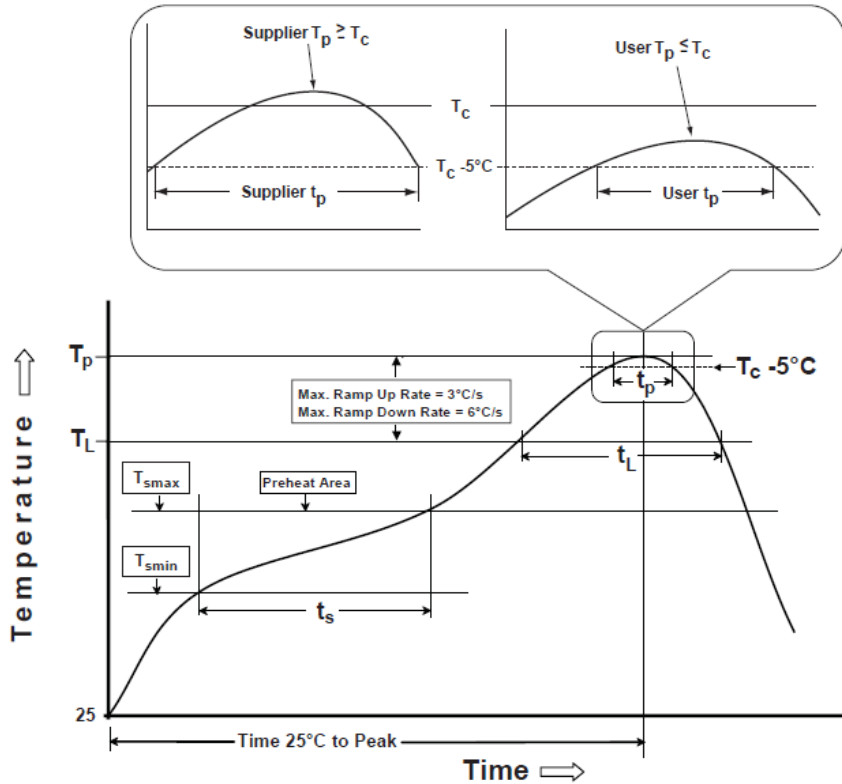 Supplier Tp ≥ Tc
User Tp ≤ Tc
Tc
Tc -5°C
Supplier tp
User tp
Tp
Tc -5°C
tp
Max. Ramp Up Rate = 3°C/s
Max. Ramp Down Rate = 6°C/s
TL
tL
Tsmax
Preheat Area
Tsmin
ts
Temperature
25
Time 25°C to Peak
Time